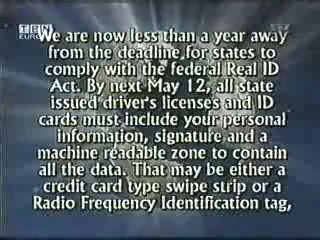 TBN
EUROPE
We are now less than a year away
from the deadline for states to
comply with the federal Real ID
Act. By next May 12, all state
issued driver's licenses and ID
cards must include your personal
information, signature and a
machine readable zone to contain
all the data. That may be either a
credit card type swipe strip or a
Radio Frequency Identification tag,